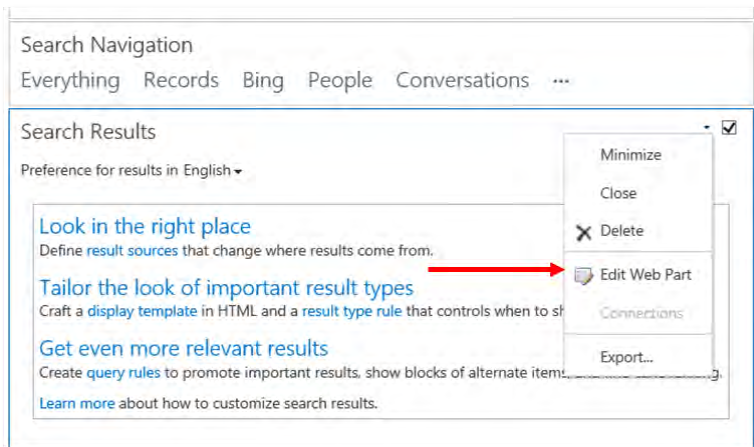 Search Navigation
Everything Records Bing People Conversations ...
Search Results
Preference for results in English
Minimize
Close
Delete
Edit Web Part
Connections
Export...
Look in the right place
Define result sources that change where results come from.
Tailor the look of important result types
Craft a display template in HTML and a result type rule that controls when to
Get even more relevant results
Create query rules to promote important results, show blocks of alternate
Learn more about how to customize search results.